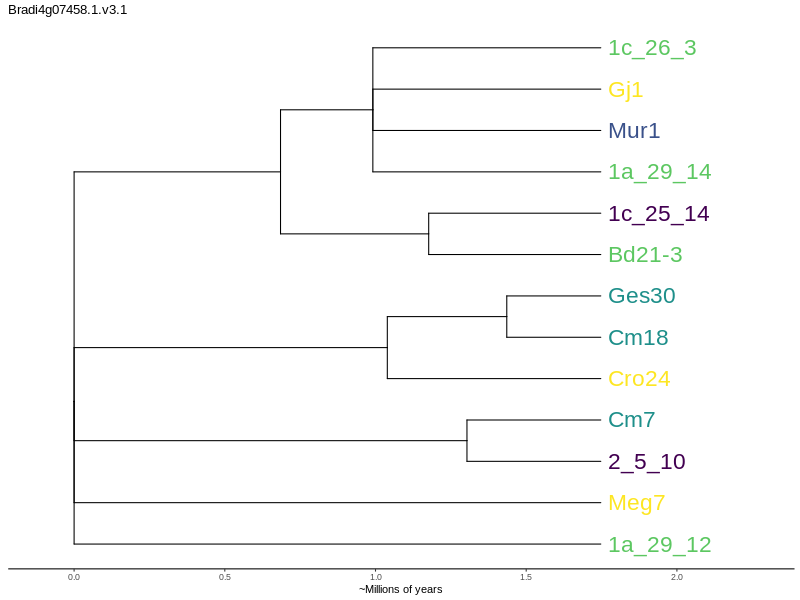 Bradi4g07458.1.v3.1
1c_26_3
Gj1
Mur1
1a_29_14
1c_25_14
Bd21-3
Ges30
Cm18
Cro24
Cm7
2_5_10
Meg7
1a_29_12
0.0 0.5 1.0 1.5 2.0
~Millions of years